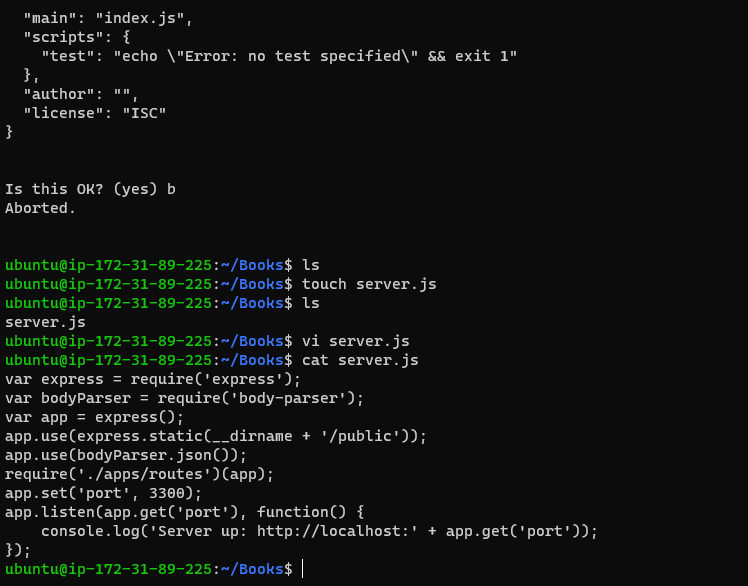 "main": "index.js",
"scripts": {
"test": "echo \"Error: no test specified\" && exit 1"
},
"author": "",
"license": "ISC"
}
Is this OK? (yes) b
Aborted.
ubuntu@ip-172-31-89-225:~/Books$ ls
ubuntu@ip-172-31-89-225:~/Books$ touch server.js
ubuntu@ip-172-31-89-225:~/Books$ ls
server.js
ubuntu@ip-172-31-89-225:~/Books$ vi server.js
ubuntu@ip-172-31-89-225:~/Books$ cat server.js
var express = require('express');
var bodyParser = require('body-parser');
var app = express();
app.use(express.static(__dirname + '/public'));
app.use(bodyParser.json());
require('./apps/routes')(app);
app.set('port', 3300);
app.listen(app.get('port'), function() {
    console.log('Server up: http://localhost:' + app.get('port'));
});
ubuntu@ip-172-31-89-225:~/Books$